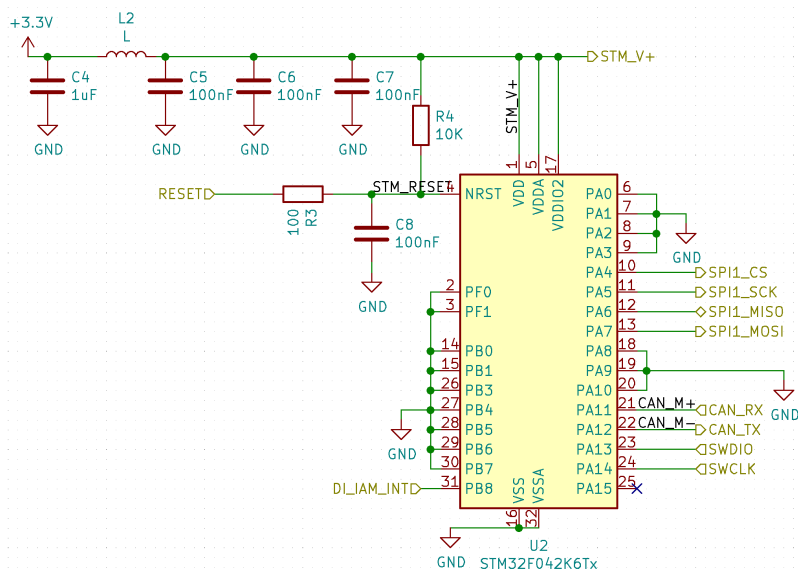 +3.3V
L2
L
STM_V+
C4
1uF
C5
100nF
C6
100nF
C7
100nF
STM_V+
R4
10K
GND
GND
GND
GND
RESET
100
R3
STM_RESET
C8
100nF
GND
4 NRST
1 VDD
5 VDDA
17 VDDIO2
2 PF0
3 PF1
14 PB0
15 PB1
26 PB3
27 PB4
28 PB5
29 PB6
30 PB7
31 PB8
GND
DI_IAM_INT
PA0 6
PA1 7
PA2 8
PA3 9
GND
PA4 10 SPI1_CS
PA5 11 SPI1_SCK
PA6 12 SPI1_MISO
PA7 13 SPI1_MOSI
PA8 18
PA9 19
PA10 20
GND
PA11 21 CAN_M+ CAN_RX
PA12 22 CAN_M- CAN_TX
PA13 23 SWDIO
PA14 24 SWCLK
PA15 25
VSS 16
VSSA 32
GND
U2
STM32F042K6Tx